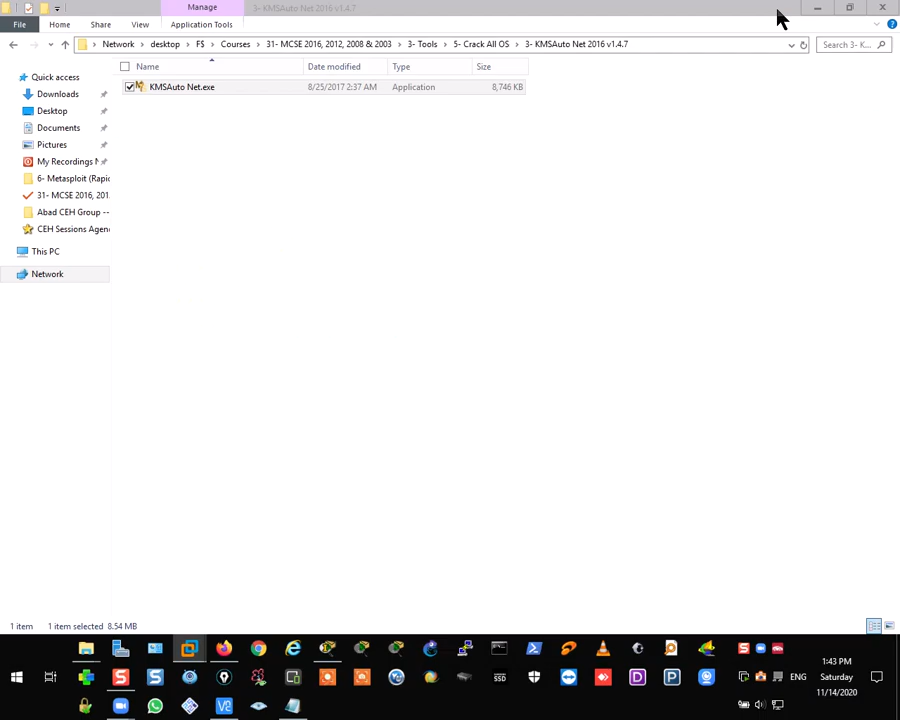 Manage
3- KMSAuto Net 2016 v1.4.7
File
Home
Share
View
Application Tools
Network
desktop
F$
Courses
31- MCSE 2016, 2012, 2008 & 2003
3- Tools
5- Crack All OS
3- KMSAuto Net 2016 v1.4.7
Search 3- K...
Name
Date modified
Type
Size
KMSAuto Net.exe
8/25/2017 2:37 AM
Application
8,746 KB
Quick access
Downloads
Desktop
Documents
Pictures
My Recordings N
6- Metasploit (Rapid
31- MCSE 2016, 201
Abad CEH Group --
CEH Sessions Agend
This PC
Network
1 item
1 item selected
8.54 MB
SSD
ENG
1:43 PM
Saturday
11/14/2020